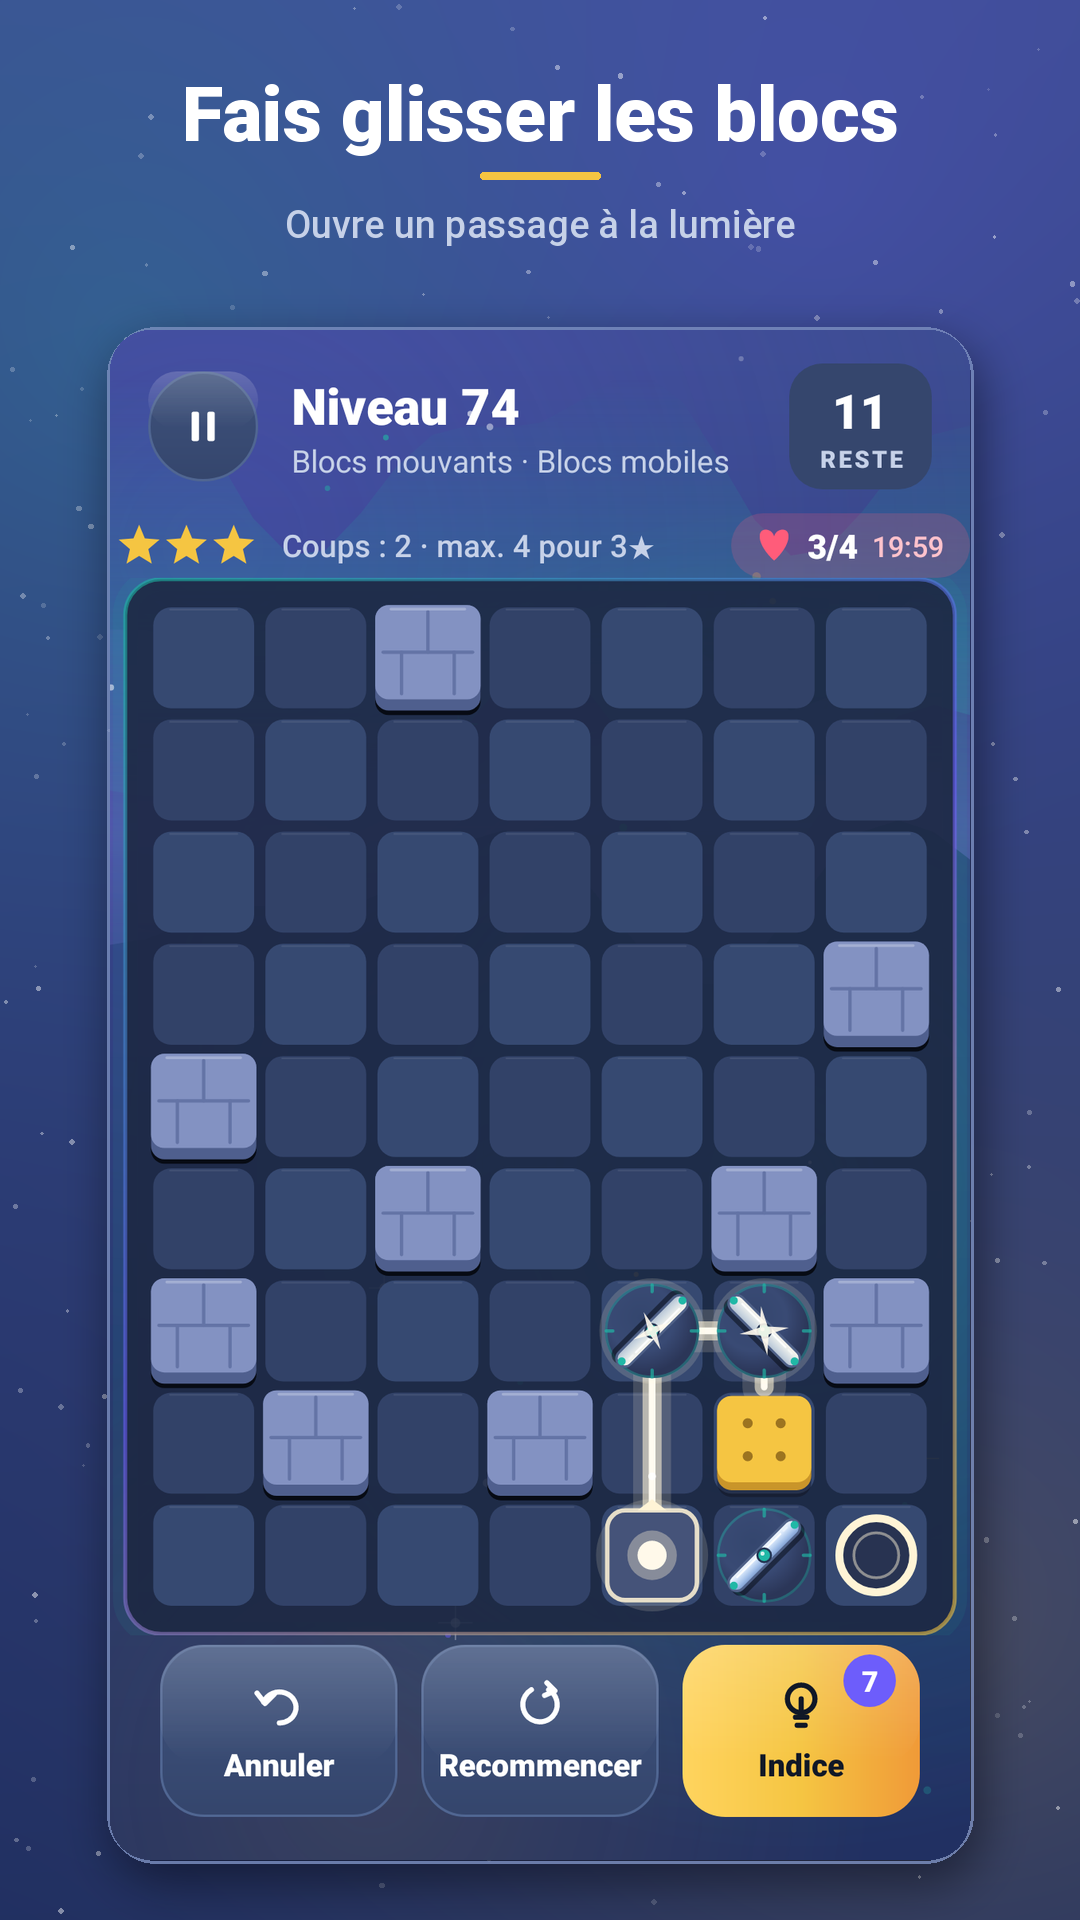 Fais glisser les blocs
Ouvre un passage à la lumière
Niveau 74
Blocs mouvants · Blocs mobiles
11
RESTE
Coups : 2 · max. 4 pour 3★
3/4 19:59
7
Annuler
Recommencer
Indice